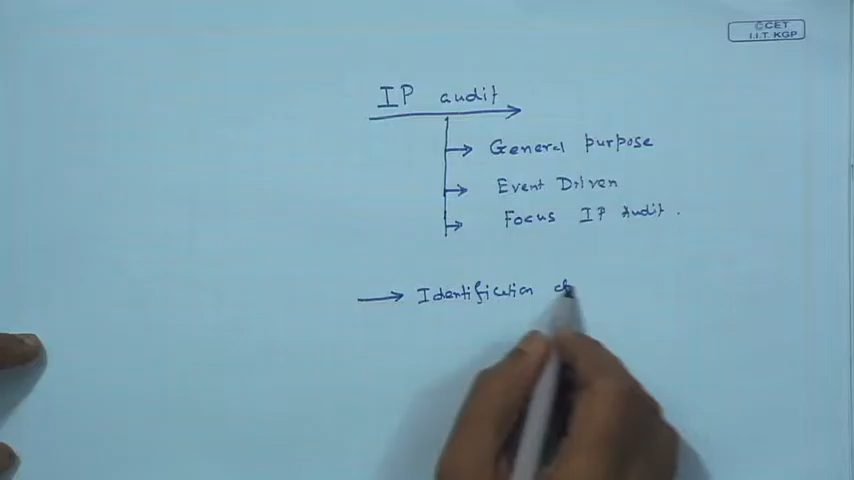 ©CET
I.I.T. KGP
IP audit
General purpose
Event Driven
Focus IP Audit.
Identification